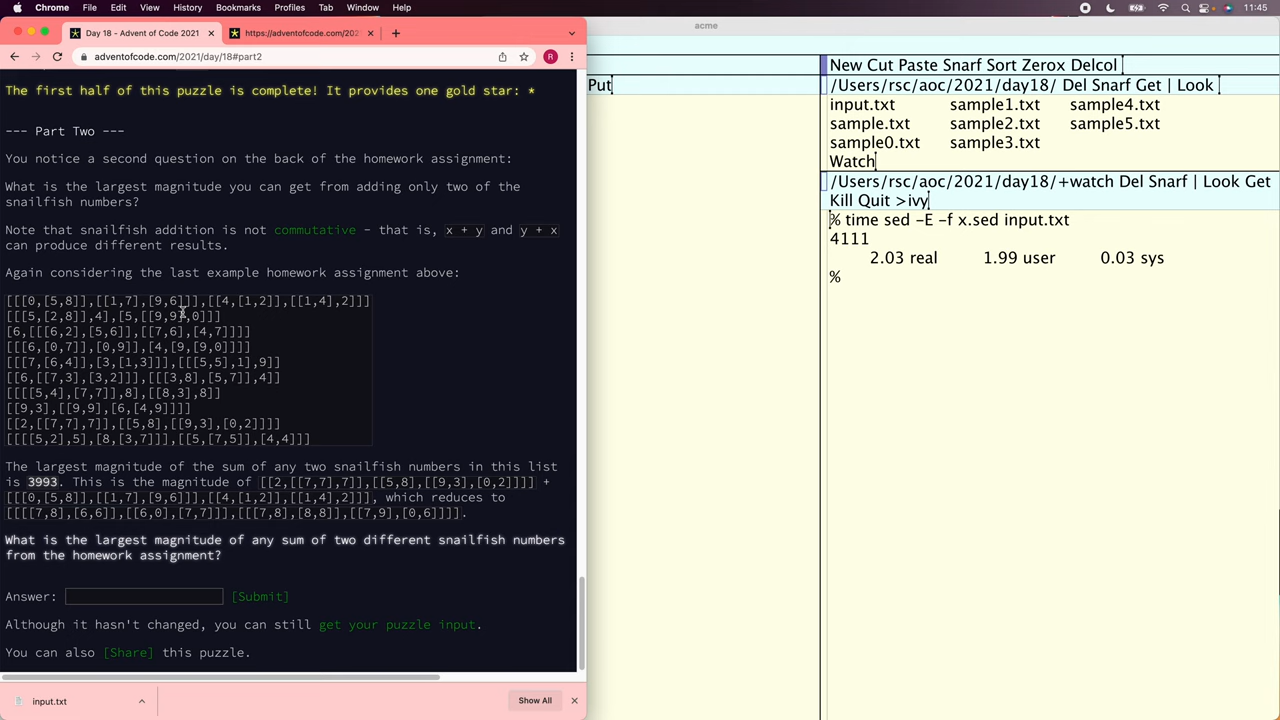 Chrome File Edit View History Bookmarks Profiles Tab Window Help 11:45
Day 18 - Advent of Code 2021 https://adventofcode.com/202
acme
adventofcode.com/2021/day/18#part2
The first half of this puzzle is complete! It provides one gold star: *
--- Part Two ---
You notice a second question on the back of the homework assignment:
What is the largest magnitude you can get from adding only two of the
snailfish numbers?
Note that snailfish addition is not commutative - that is, x + y and y + x
can produce different results.
Again considering the last example homework assignment above:
[[[0,[5,8]],[[1,7],[9,6]]],[[4,[1,2]],[[1,4],2]]]
[[[5,[2,8]],4],[5,[[9,9],0]]]
[6,[[[6,2],[5,6]],[[7,6],[4,7]]]]
[[[6,[0,7]],[0,9]],[4,[9,[9,0]]]]
[[[7,[6,4]],[3,[1,3]]],[[[5,5],1],9]]
[[6,[[7,3],[3,2]]],[[[3,8],[5,7]],4]]
[[[[5,4],[7,7]],8],[[8,3],8]]
[[9,3],[[9,9],[6,[4,9]]]]
[[2,[[7,7],7]],[[5,8],[[9,3],[0,2]]]]
[[[[5,2],5],[8,[3,7]]],[[5,[7,5]],[4,4]]]
The largest magnitude of the sum of any two snailfish numbers in this list
is 3993. This is the magnitude of [[2,[[7,7],7]],[[5,8],[[9,3],[0,2]]]] +
[[[0,[5,8]],[[1,7],[9,6]]],[[4,[1,2]],[[1,4],2]]], which reduces to
[[[[7,8],[6,6]],[[6,0],[7,7]]],[[[7,8],[8,8]],[[7,9],[0,6]]]].
What is the largest magnitude of any sum of two different snailfish numbers
from the homework assignment?
Answer: [Submit]
Although it hasn't changed, you can still get your puzzle input.
You can also [Share] this puzzle.
input.txt Show All
Put
New Cut Paste Snarf Sort Zerox Delcol
/Users/rsc/aoc/2021/day18/ Del Snarf Get | Look
input.txt sample1.txt sample4.txt
sample.txt sample2.txt sample5.txt
sample0.txt sample3.txt
Watch
/Users/rsc/aoc/2021/day18/+watch Del Snarf | Look Get
Kill Quit >ivy
% time sed -E -f x.sed input.txt
4111
2.03 real 1.99 user 0.03 sys
%